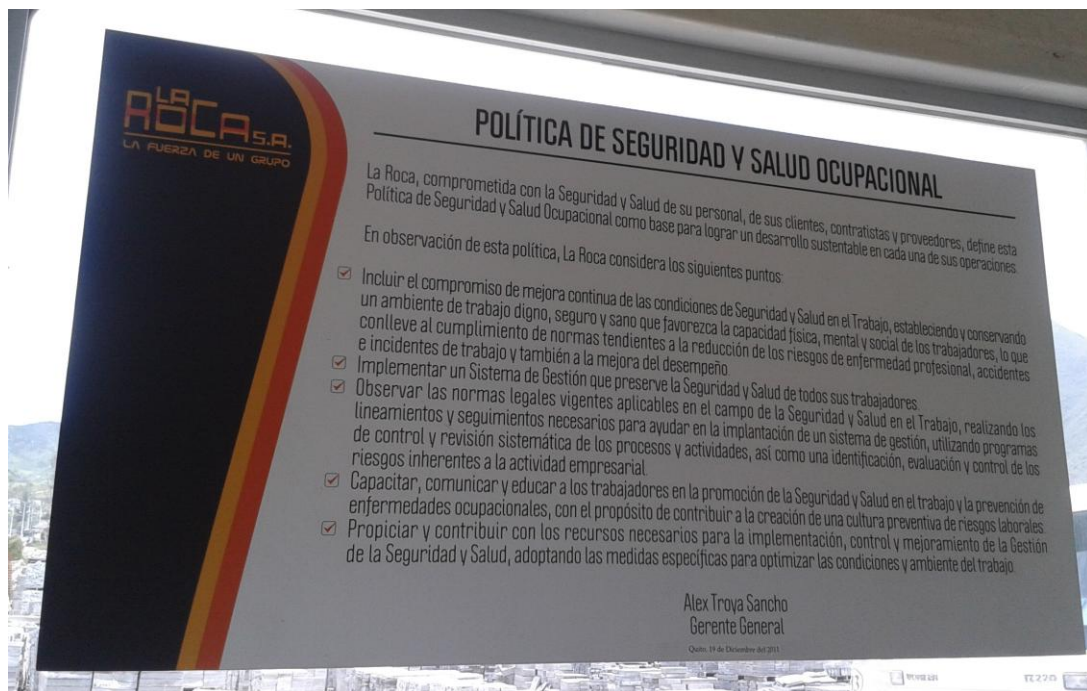 LA
ROCA S.A.
LA FUERZA DE UN GRUPO
POLÍTICA DE SEGURIDAD Y SALUD OCUPACIONAL
La Roca, comprometida con la Seguridad y Salud de su personal, de sus clientes, contratistas y proveedores, define esta
Política de Seguridad y Salud Ocupacional como base para lograr un desarrollo sustentable en cada una de sus operaciones.
En observación de esta política, La Roca considera los siguientes puntos:
Incluir el compromiso de mejora continua de las condiciones de Seguridad y Salud en el Trabajo, estableciendo y conservando
un ambiente de trabajo digno, seguro y sano que favorezca la capacidad física, mental y social de los trabajadores, lo que
conlleve al cumplimiento de normas tendientes a la reducción de los riesgos de enfermedad profesional, accidentes
e incidentes de trabajo y también a la mejora del desempeño.
Implementar un Sistema de Gestión que preserve la Seguridad y Salud de todos sus trabajadores.
Observar las normas legales vigentes aplicables en el campo de la Seguridad y Salud en el Trabajo, realizando los
lineamientos y seguimientos necesarios para ayudar en la implantación de un sistema de gestión, utilizando programas
de control y revisión sistemática de los procesos y actividades, así como una identificación, evaluación y control de los
riesgos inherentes a la actividad empresarial.
Capacitar, comunicar y educar a los trabajadores en la promoción de la Seguridad y Salud en el trabajo y la prevención de
enfermedades ocupacionales, con el propósito de contribuir a la creación de una cultura preventiva de riesgos laborales.
Propiciar y contribuir con los recursos necesarios para la implementación, control y mejoramiento de la Gestión
de la Seguridad y Salud, adoptando las medidas específicas para optimizar las condiciones y ambiente del trabajo.
Alex Troya Sancho
Gerente General
Quito, 19 de Diciembre del 2011